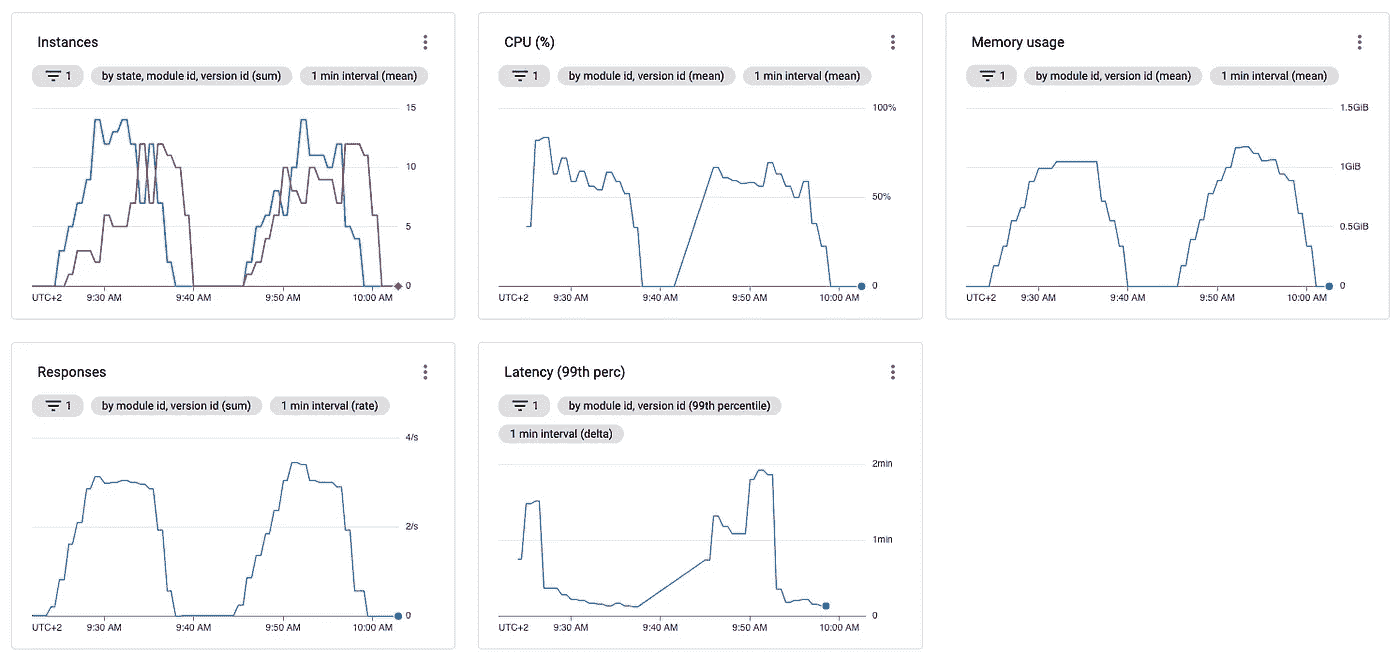 Instances
1 by state, module id, version id (sum) 1 min interval (mean)
15
10
5
0
UTC+2 9:30 AM 9:40 AM 9:50 AM 10:00 AM
CPU (%)
1 by module id, version id (mean) 1 min interval (mean)
100%
50%
0
UTC+2 9:30 AM 9:40 AM 9:50 AM 10:00 AM
Memory usage
1 by module id, version id (mean) 1 min interval (mean)
1.5GiB
1GiB
0.5GiB
0
UTC+2 9:30 AM 9:40 AM 9:50 AM 10:00 AM
Responses
1 by module id, version id (sum) 1 min interval (rate)
4/s
2/s
0
UTC+2 9:30 AM 9:40 AM 9:50 AM 10:00 AM
Latency (99th perc)
1 by module id, version id (99th percentile)
1 min interval (delta)
2min
1min
0
UTC+2 9:30 AM 9:40 AM 9:50 AM 10:00 AM